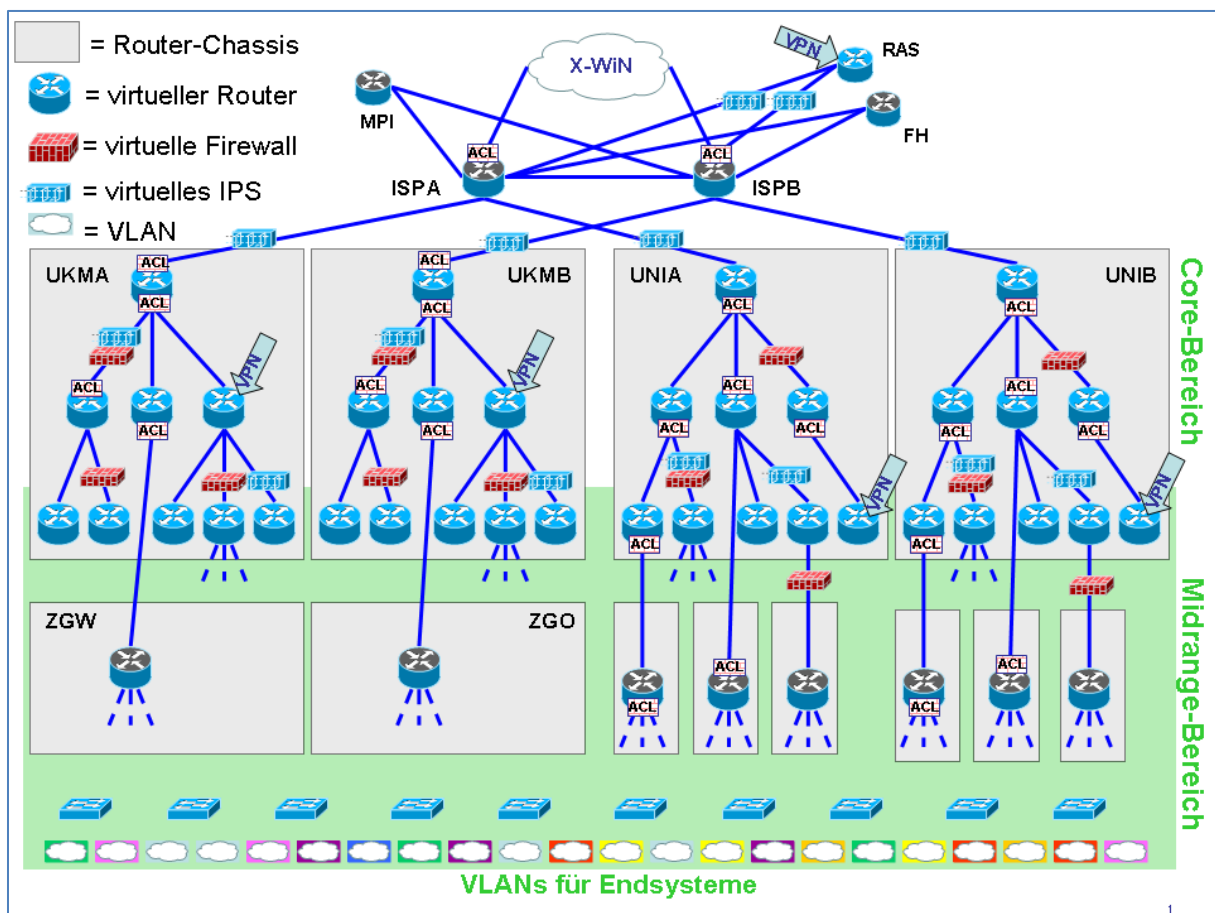 = Router-Chassis
= virtueller Router
= virtuelle Firewall
= virtuelles IPS
= VLAN
X-WiN
VPN
RAS
MPI
FH
ACL
ACL
ISPA
ISPB
UKMA
ACL
ACL
ACL
VPN
ACL
UKMB
ACL
ACL
ACL
VPN
ACL
UNIA
ACL
ACL
ACL
ACL
VPN
ACL
UNIB
ACL
ACL
ACL
ACL
VPN
ACL
Core-Bereich
ZGW
ZGO
ACL
ACL
ACL
ACL
Midrange-Bereich
VLANs für Endsysteme
1